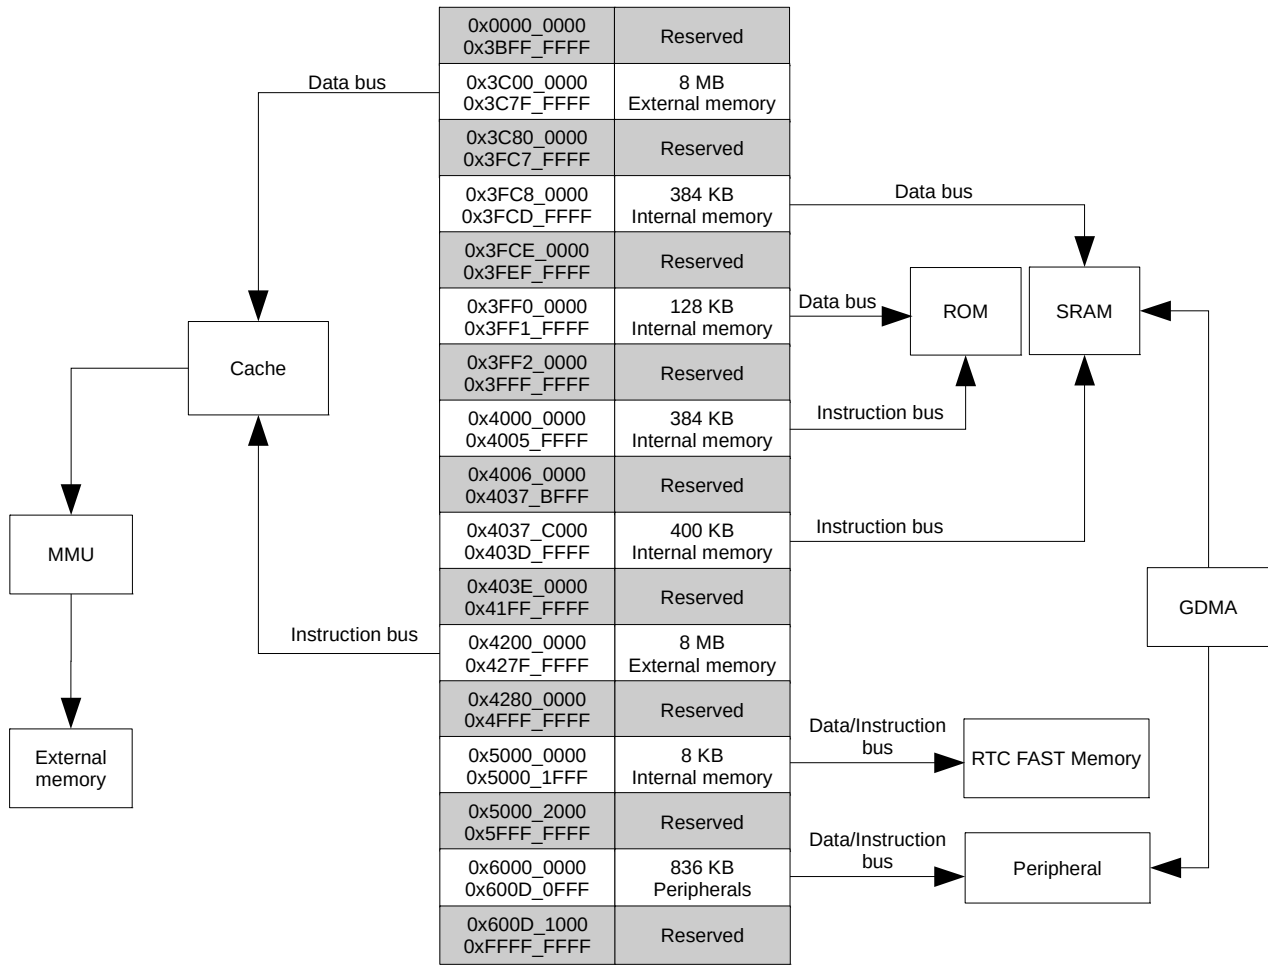 0x0000_0000
0x3BFF_FFFF
Reserved
Data bus
0x3C00_0000
0x3C7F_FFFF
8 MB
External memory
0x3C80_0000
0x3FC7_FFFF
Reserved
0x3FC8_0000
0x3FCD_FFFF
384 KB
Internal memory
Data bus
0x3FCE_0000
0x3FEF_FFFF
Reserved
0x3FF0_0000
0x3FF1_FFFF
128 KB
Internal memory
Data bus
ROM
SRAM
Cache
0x3FF2_0000
0x3FFF_FFFF
Reserved
0x4000_0000
0x4005_FFFF
384 KB
Internal memory
Instruction bus
0x4006_0000
0x4037_BFFF
Reserved
0x4037_C000
0x403D_FFFF
400 KB
Internal memory
Instruction bus
MMU
0x403E_0000
0x41FF_FFFF
Reserved
GDMA
Instruction bus
0x4200_0000
0x427F_FFFF
8 MB
External memory
0x4280_0000
0x4FFF_FFFF
Reserved
External
memory
0x5000_0000
0x5000_1FFF
8 KB
Internal memory
Data/Instruction
bus
RTC FAST Memory
0x5000_2000
0x5FFF_FFFF
Reserved
0x6000_0000
0x600D_0FFF
836 KB
Peripherals
Data/Instruction
bus
Peripheral
0x600D_1000
0xFFFF_FFFF
Reserved